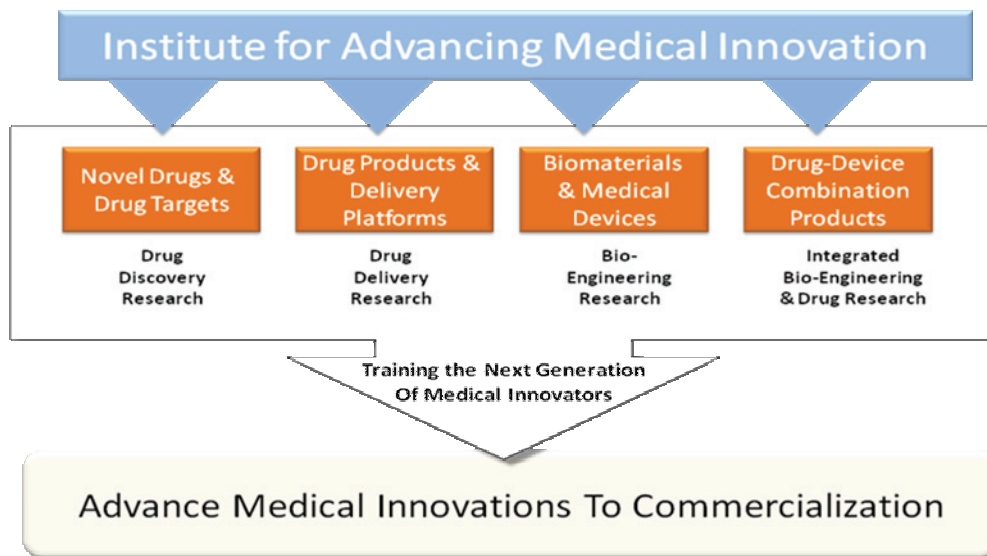 Institute for Advancing Medical Innovation
Novel Drugs &
Drug Targets
Drug
Discovery
Research
Drug Products &
Delivery
Platforms
Drug
Delivery
Research
Biomaterials
& Medical
Devices
Bio-
Engineering
Research
Drug-Device
Combination
Products
Integrated
Bio-Engineering
& Drug Research
Training the Next Generation
Of Medical Innovators
Advance Medical Innovations To Commercialization